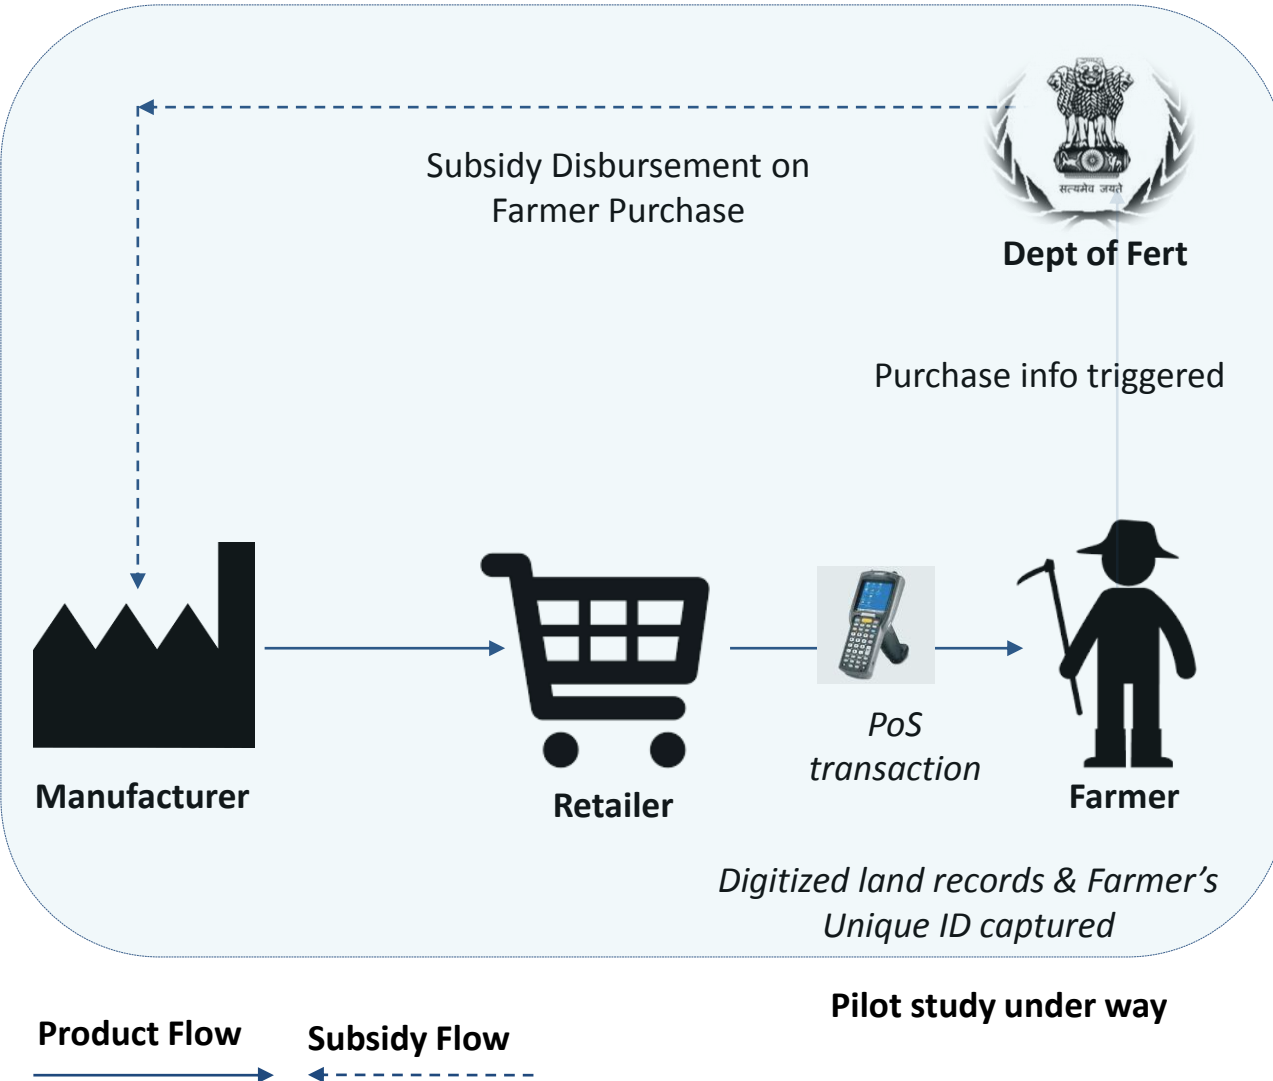 सत्यमेव जयते
Dept of Fert
Subsidy Disbursement on
Farmer Purchase
Purchase info triggered
PoS
transaction
Manufacturer
Retailer
Farmer
Digitized land records & Farmer's
Unique ID captured
Pilot study under way
Product Flow
Subsidy Flow